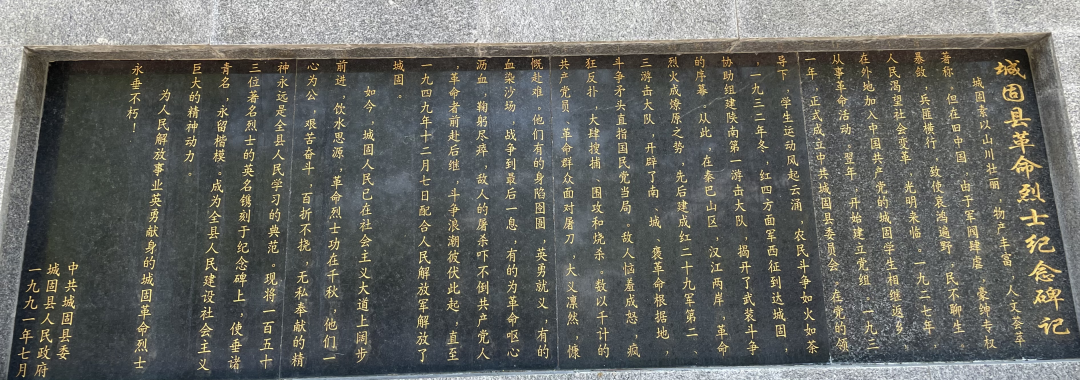 城固县革命烈士纪念碑记
城固素以山川壮丽，物产丰富，人文荟萃
著称。但在旧中国，由于军阀肆虐，豪绅专权
暴敛，兵匪横行，致使哀鸿遍野，民不聊生。
人民渴望社会变革，光明来临。一九二七年，
在外地加入中国共产党的城固学生相继返乡
从事革命活动。翌年，开始建立党组，一九三
一年，正式成立中共城固县委员会。在党的领
导下，学生运动风起云涌，农民斗争如火如荼
，一九三二年冬，红四方面军西征到达城固，
协助组建陕南第一游击大队，揭开了武装斗争
的序幕。从此，在秦巴山区，汉江两岸，革命
烈火成燎原之势，先后建成红二十九军第二、
三游击大队，开辟了南、城、褒革命根据地，
斗争矛头直指国民党当局。敌人恼羞成怒，疯
狂反扑，大肆搜捕、围攻和烧杀，数以千计的
共产党员、革命群众面对屠刀，大义凛然，慷
慨赴难。他们有的身陷囹圄，英勇就义，有的
血染沙场，战争到最后一息，有的为革命呕心
沥血，鞠躬尽瘁，敌人的屠杀吓不倒共产党人
，革命者前赴后继，斗争浪潮彼伏此起，直至
一九四九年十二月七日配合人民解放军解放了
城固。
如今，城固人民已在社会主义大道上阔步
前进，饮水思源，革命烈士功在千秋，他们一
心为公，艰苦奋斗，百折不挠，无私奉献的精
神永远是全县人民学习的典范。现将一百五十
三位著名烈士的英名镌刻于纪念碑上，使垂诸
青名，永留楷模。成为全县人民建设社会主义
巨大的精神动力。
为人民解放事业英勇献身的城固革命烈士
永垂不朽！
中共城固县委
城固县人民政府
一九九一年七月